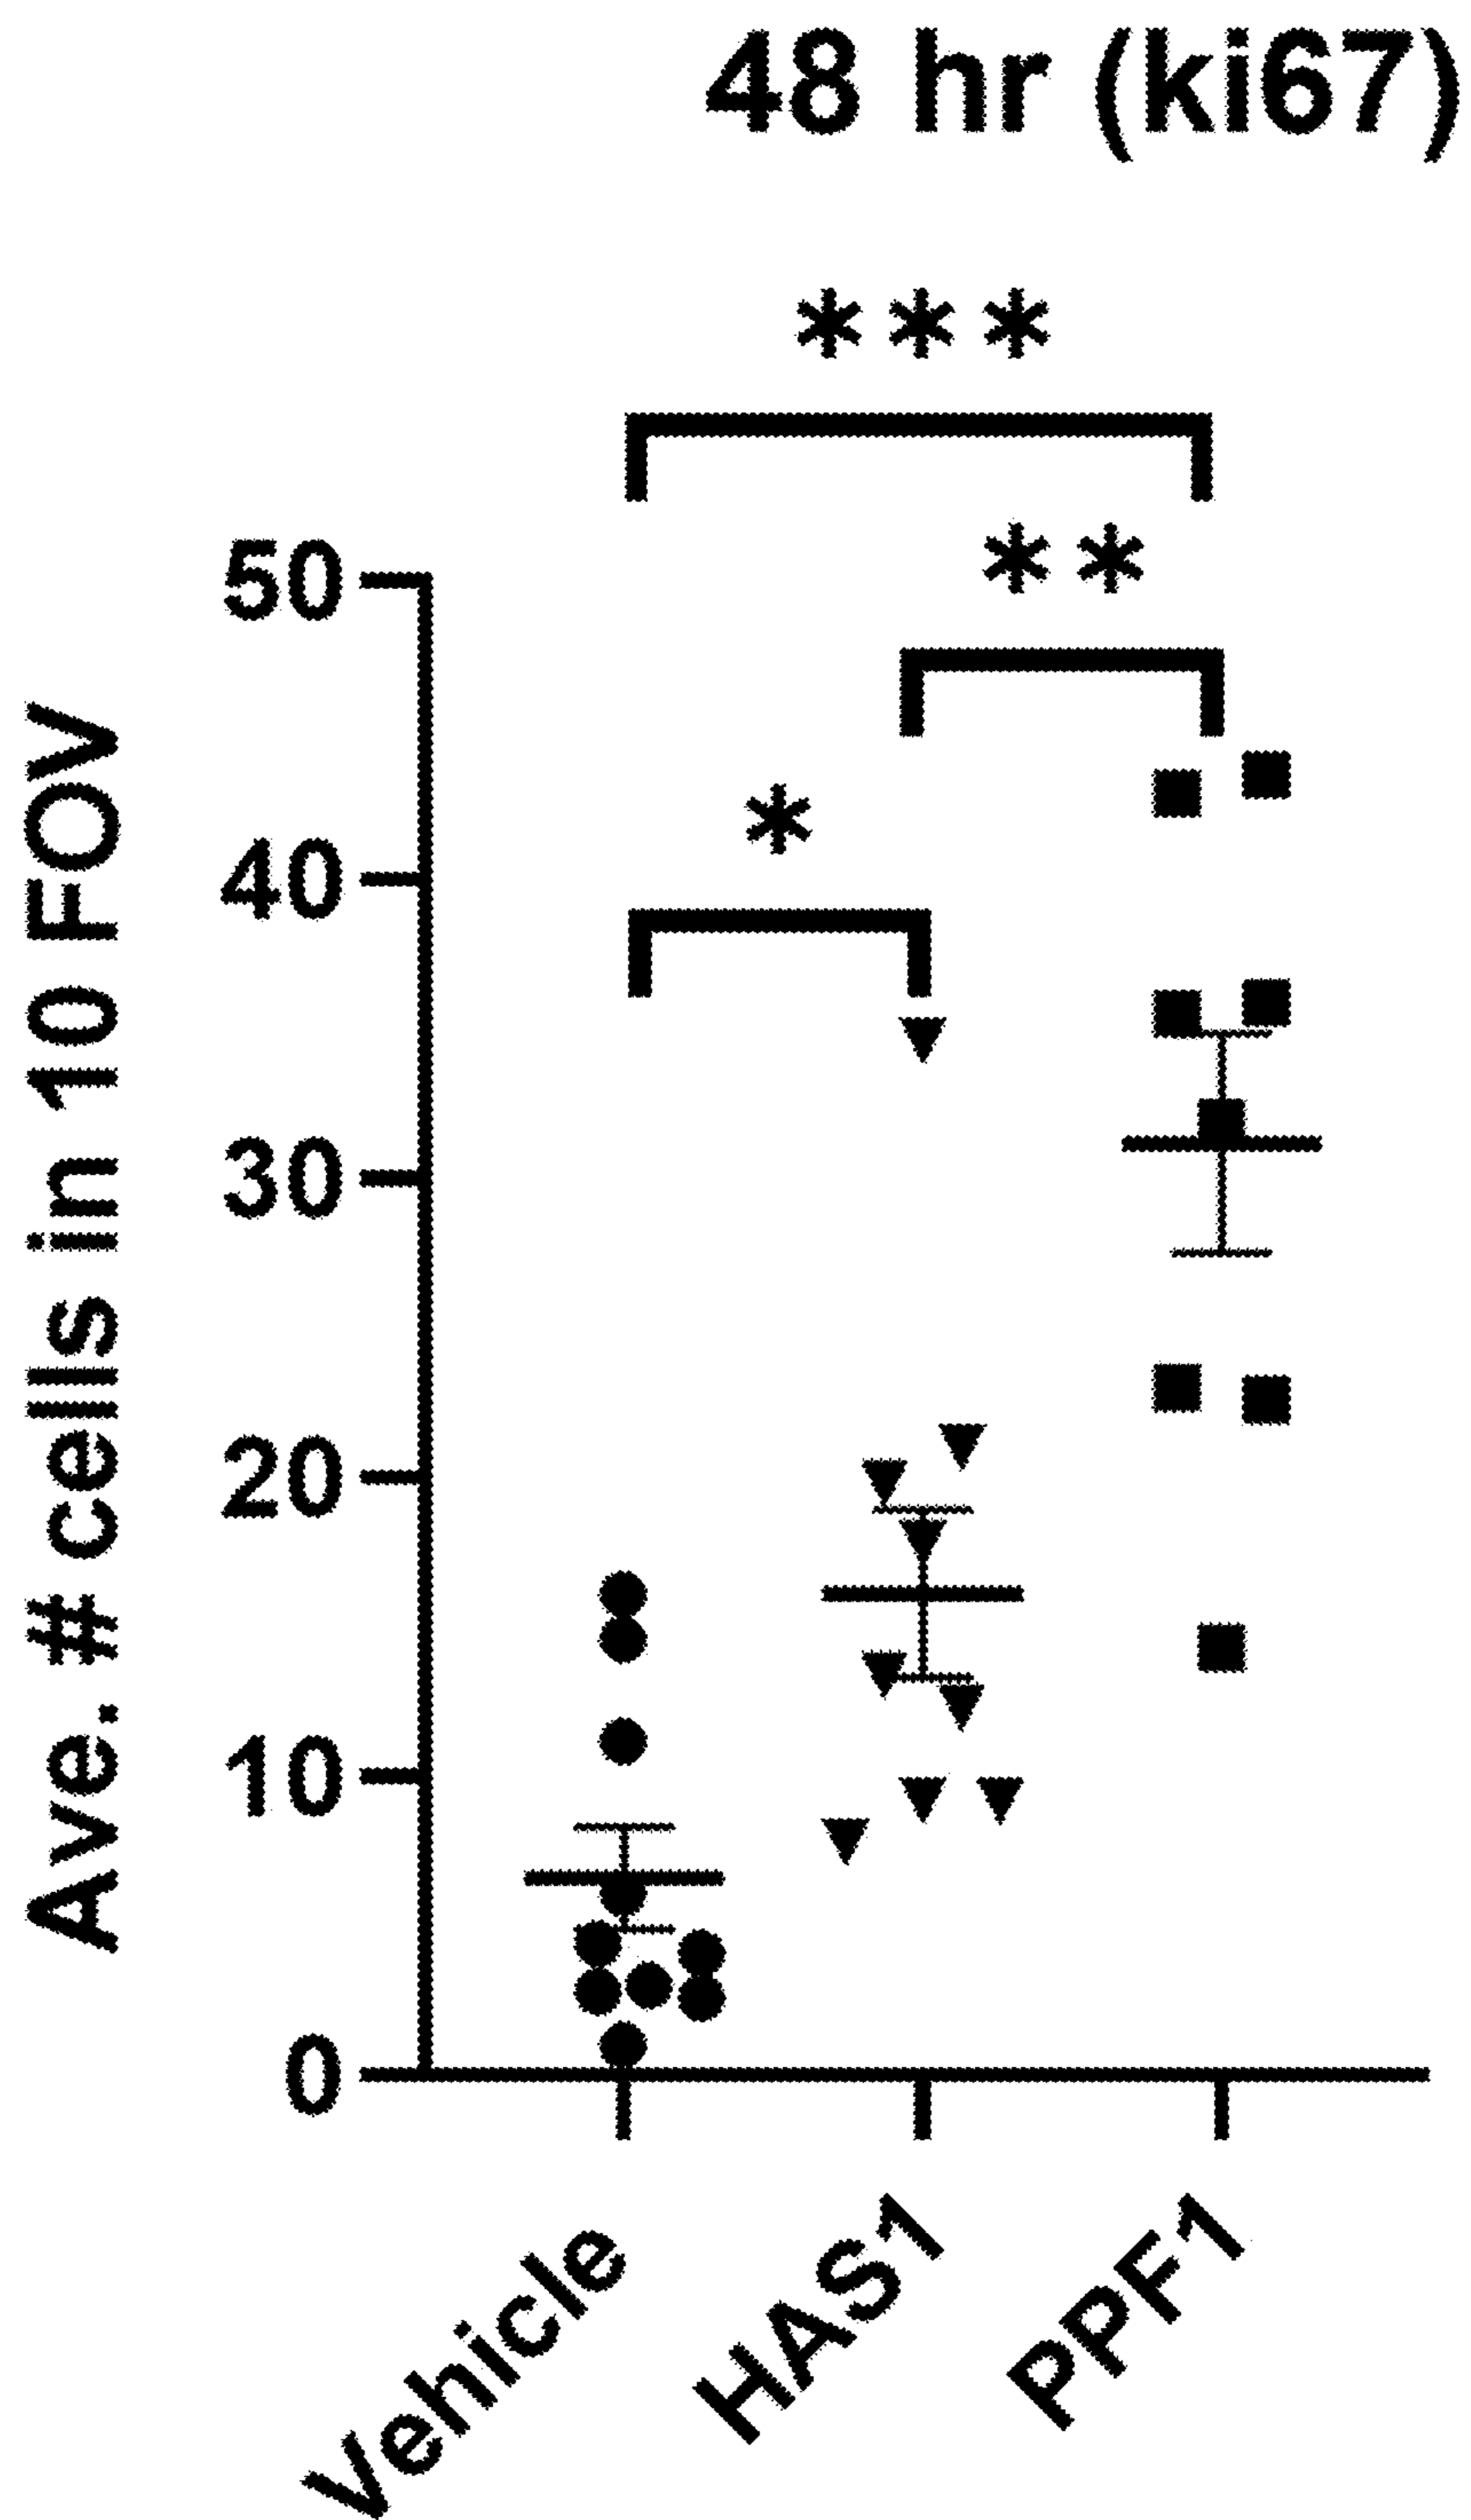 48 hr (ki67)
***
**
*
Ave. # cells in 10 FOV
50
40
30
20
10
0
Vehicle
HAs1
PPF1